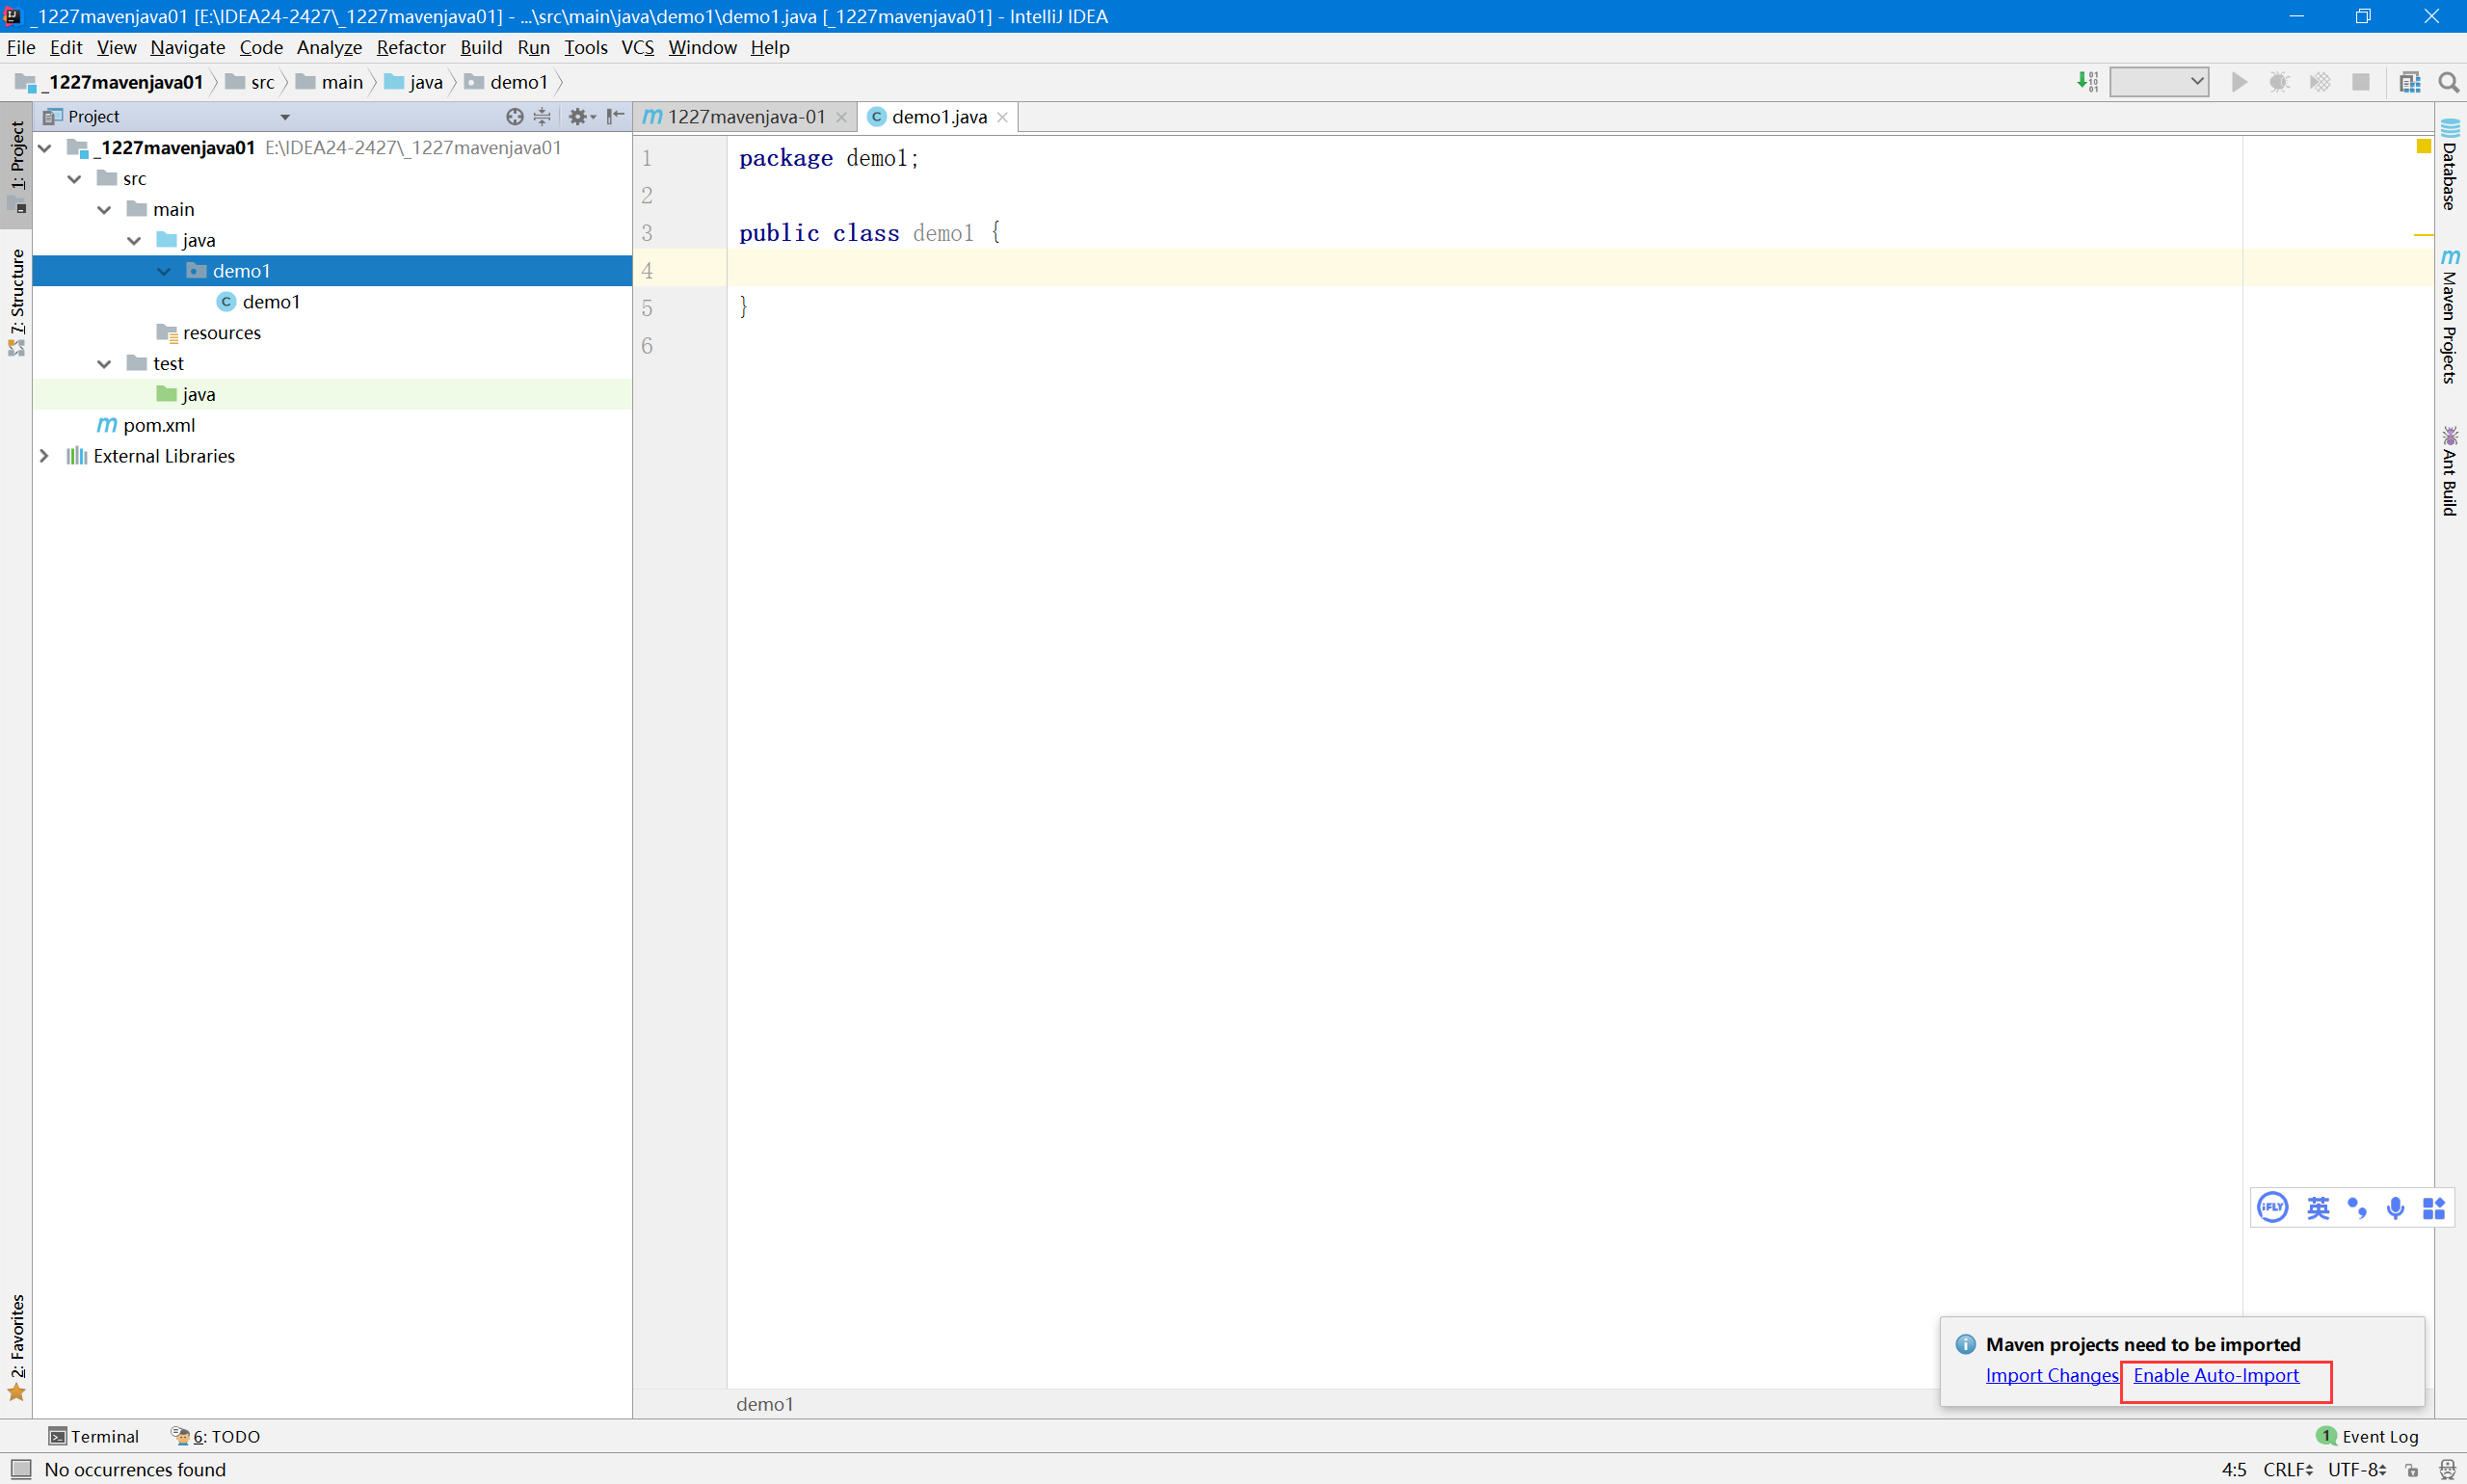 _1227mavenjava01 [E:\IDEA24-2427\_1227mavenjava01] - ...\src\main\java\demo1\demo1.java [_1227mavenjava01] - IntelliJ IDEA
File Edit View Navigate Code Analyze Refactor Build Run Tools VCS Window Help
_1227mavenjava01 src main java demo1
Project
1227mavenjava-01
demo1.java
_1227mavenjava01 E:\IDEA24-2427\_1227mavenjava01
src
main
java
demo1
demo1
resources
test
java
pom.xml
External Libraries
1: Project
7: Structure
2: Favorites
1 package demo1;
2
3 public class demo1 {
4
5 }
6
demo1
Database
Maven Projects
Ant Build
iFLY 英
Maven projects need to be imported
Import Changes Enable Auto-Import
Terminal 6: TODO
1 Event Log
No occurrences found
4:5 CRLF UTF-8